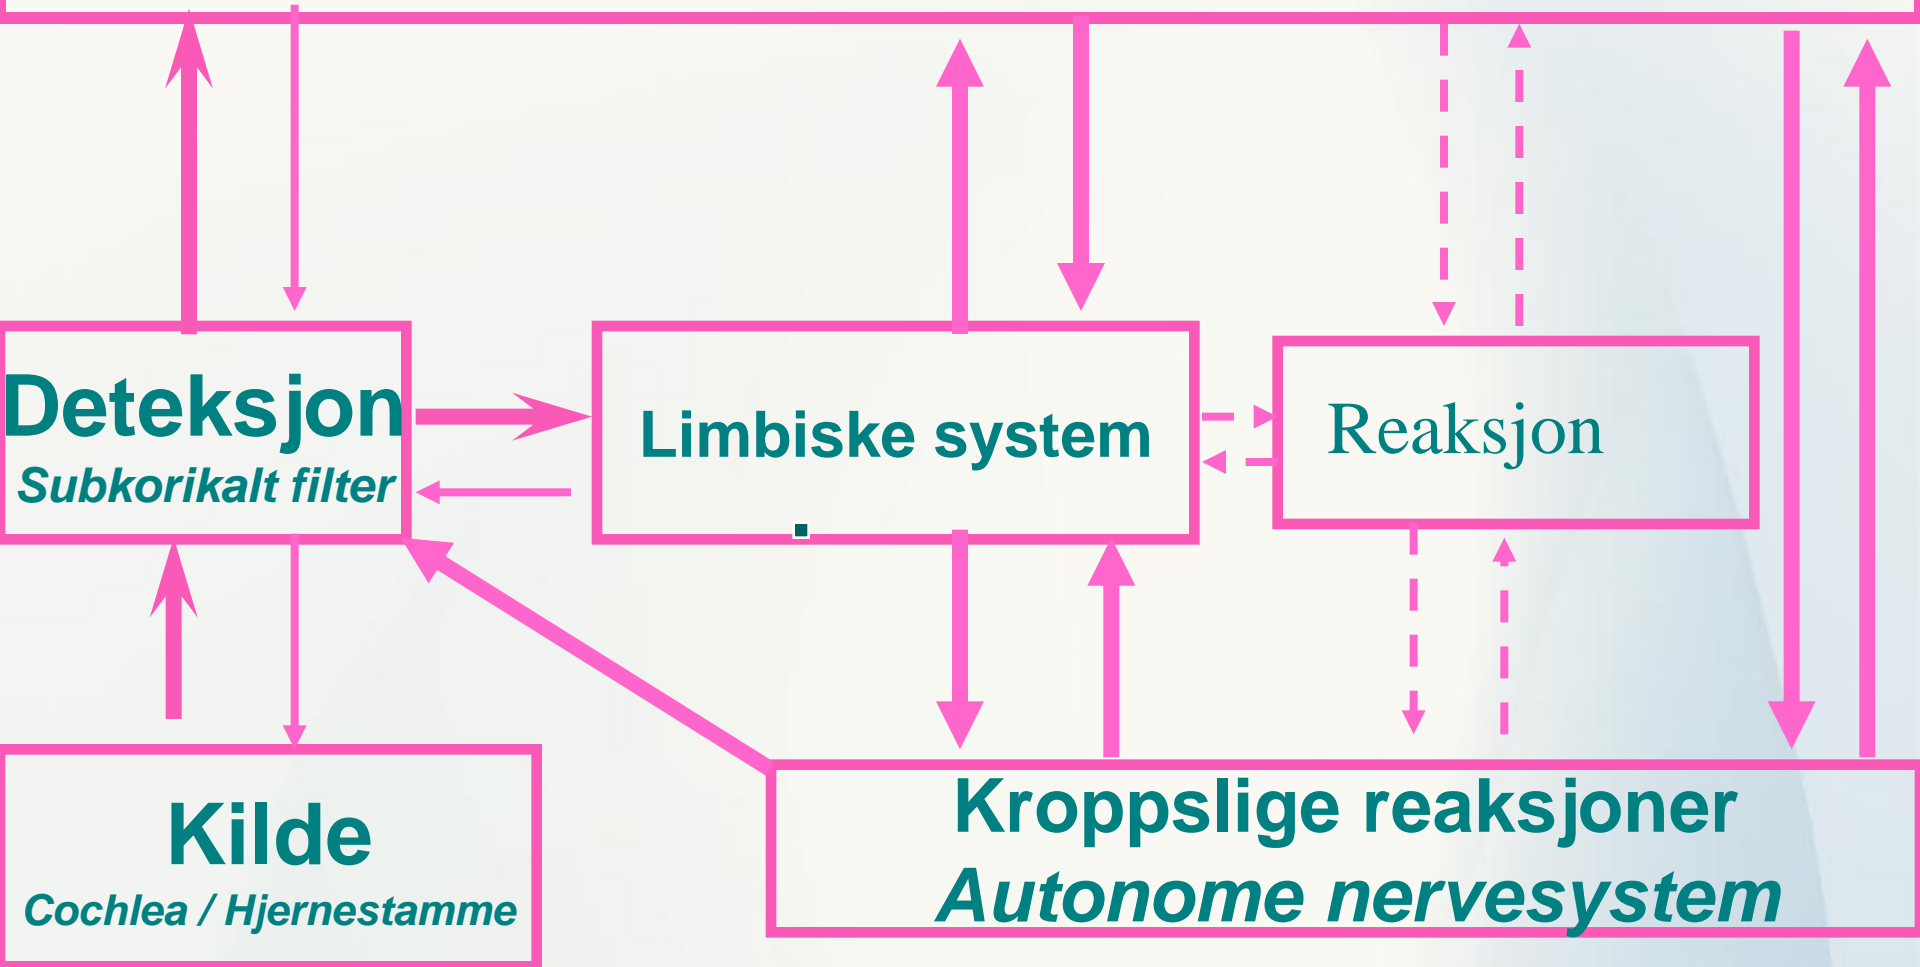 Deteksjon
Subkorikalt filter
Limbiske system
Reaksjon
Kilde
Cochlea / Hjernestamme
Kroppslige reaksjoner
Autonome nervesystem